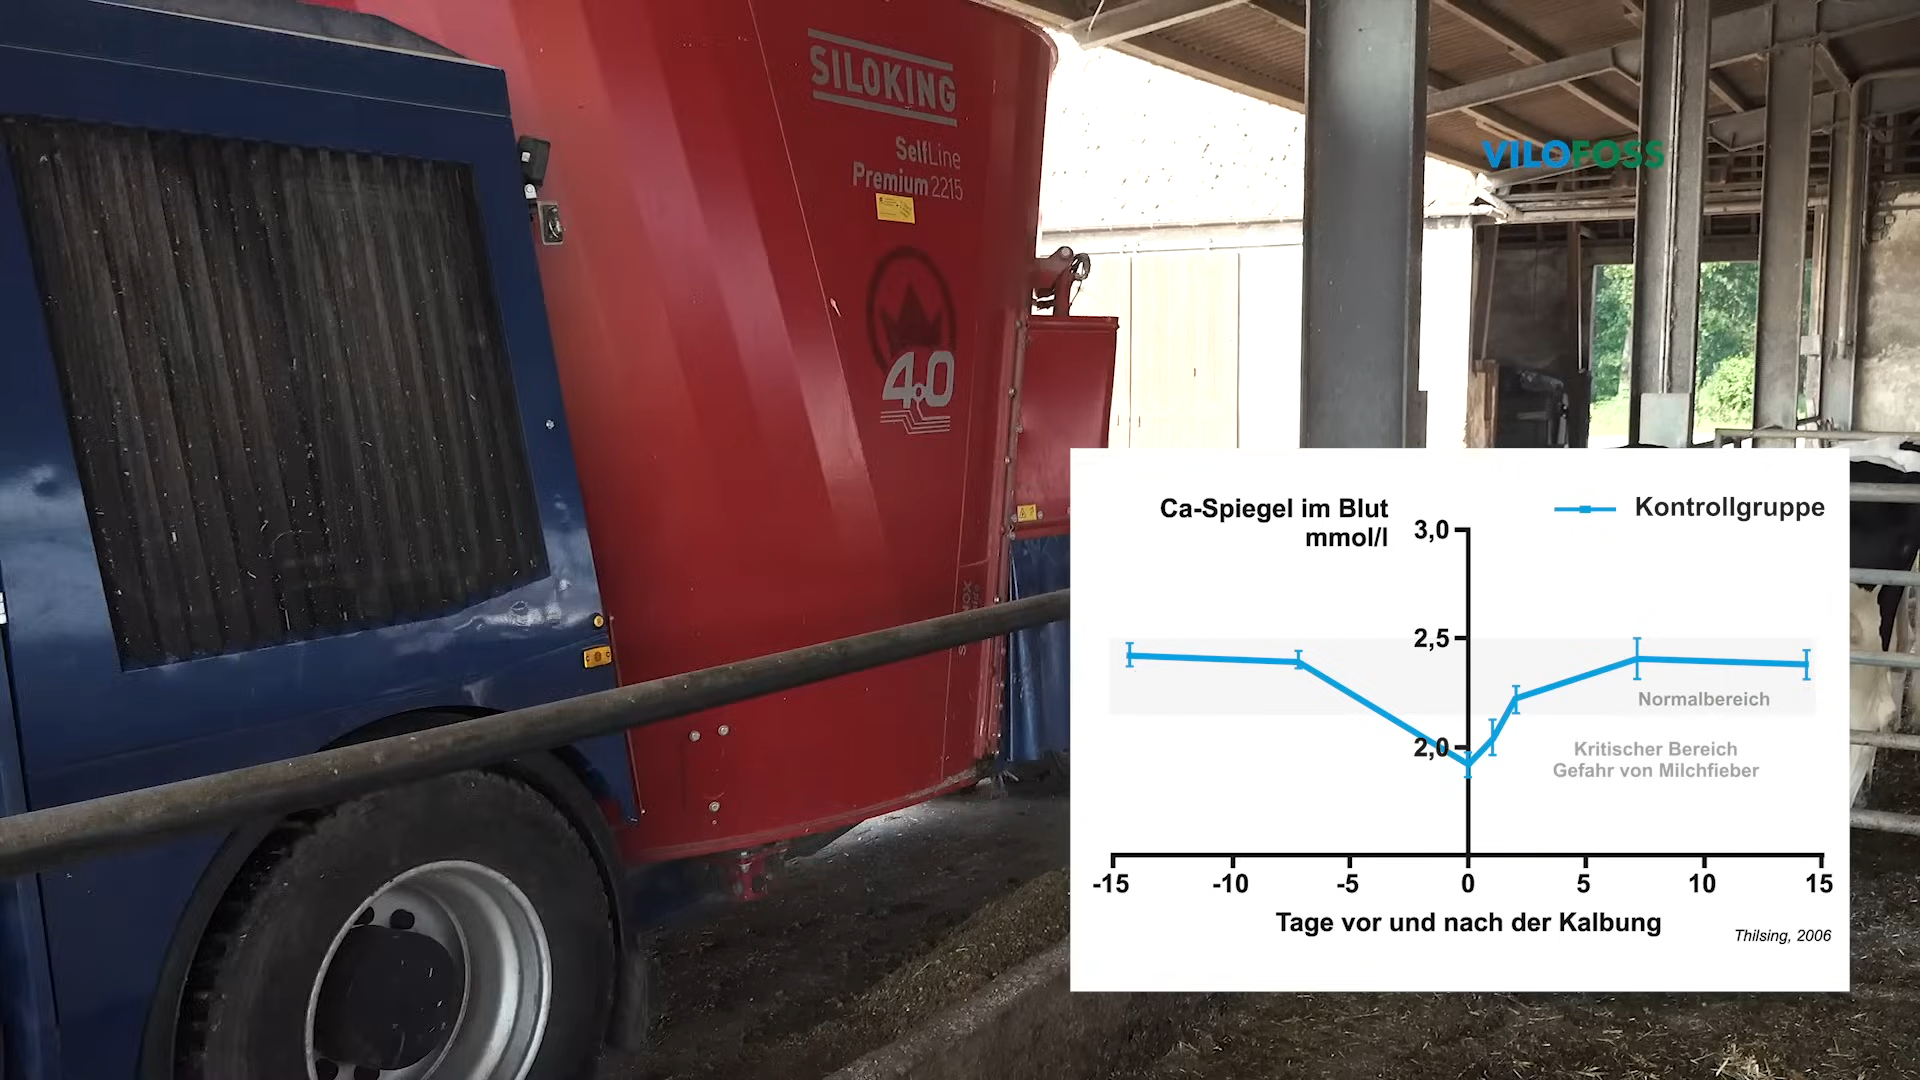 SILOKING
SelfLine
Premium 2215
4.0
VILOFOSS
Ca-Spiegel im Blut
mmol/l
Kontrollgruppe
3,0
2,5
2,0
Normalbereich
Kritischer Bereich
Gefahr von Milchfieber
-15 -10 -5 0 5 10 15
Tage vor und nach der Kalbung
Thilsing, 2006